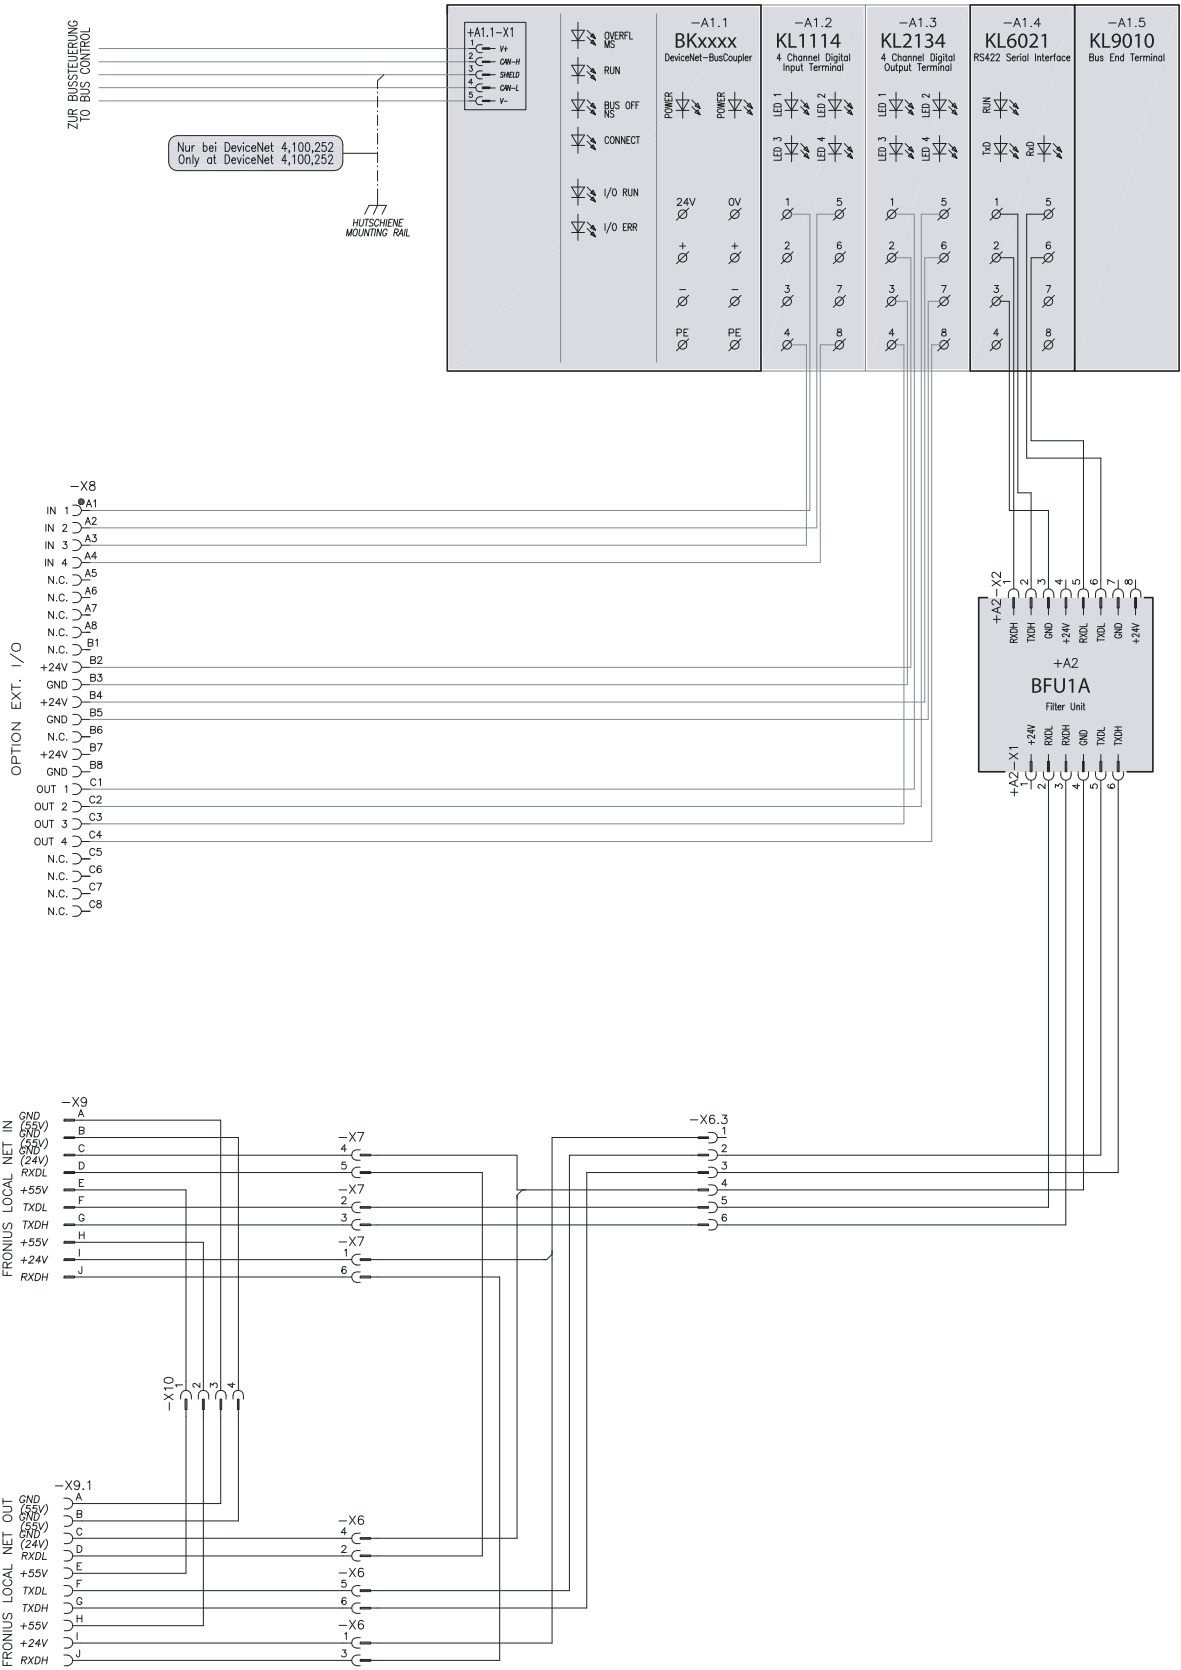 ZUR BUSSTEUERUNG
TO BUS CONTROL
+A1.1-X1
1 V+
2 CAN-H
3 SHIELD
4 CAN-L
5 V-
Nur bei DeviceNet 4,100,252
Only at DeviceNet 4,100,252
HUTSCHIENE
MOUNTING RAIL
OVERFL
MS
RUN
BUS OFF
NS
CONNECT
I/O RUN
I/O ERR
-A1.1
BKxxxx
DeviceNet-BusCoupler
POWER POWER
24V 0V
+ +
- -
PE PE
-A1.2
KL1114
4 Channel Digital
Input Terminal
LED 1 LED 2
LED 3 LED 4
1 5
2 6
3 7
4 8
-A1.3
KL2134
4 Channel Digital
Output Terminal
LED 1 LED 2
LED 3 LED 4
1 5
2 6
3 7
4 8
-A1.4
KL6021
RS422 Serial Interface
RUN
TxD RxD
1 5
2 6
3 7
4 8
-A1.5
KL9010
Bus End Terminal
OPTION EXT. I/O
-X8
IN 1 A1
IN 2 A2
IN 3 A3
IN 4 A4
N.C. A5
N.C. A6
N.C. A7
N.C. A8
N.C. B1
+24V B2
GND B3
+24V B4
GND B5
N.C. B6
+24V B7
GND B8
OUT 1 C1
OUT 2 C2
OUT 3 C3
OUT 4 C4
N.C. C5
N.C. C6
N.C. C7
N.C. C8
+A2-X2
1 2 3 4 5 6 7 8
RXDH TXDH GND +24V RXDL TXDL GND +24V
+A2
BFU1A
Filter Unit
+24V RXDL RXDH GND TXDL TXDH
+A2-X1
1 2 3 4 5 6
FRONIUS LOCAL NET IN
-X9
GND (55V) A
GND (55V) B
GND (24V) C
RXDL D
+55V E
TXDL F
TXDH G
+55V H
+24V I
RXDH J
-X7
4
5
-X7
2
3
-X7
1
6
-X6.3
1
2
3
4
5
6
-X10
1 2 3 4
FRONIUS LOCAL NET OUT
-X9.1
GND (55V) A
GND (55V) B
GND (24V) C
RXDL D
+55V E
TXDL F
TXDH G
+55V H
+24V I
RXDH J
-X6
4
2
-X6
5
6
-X6
1
3